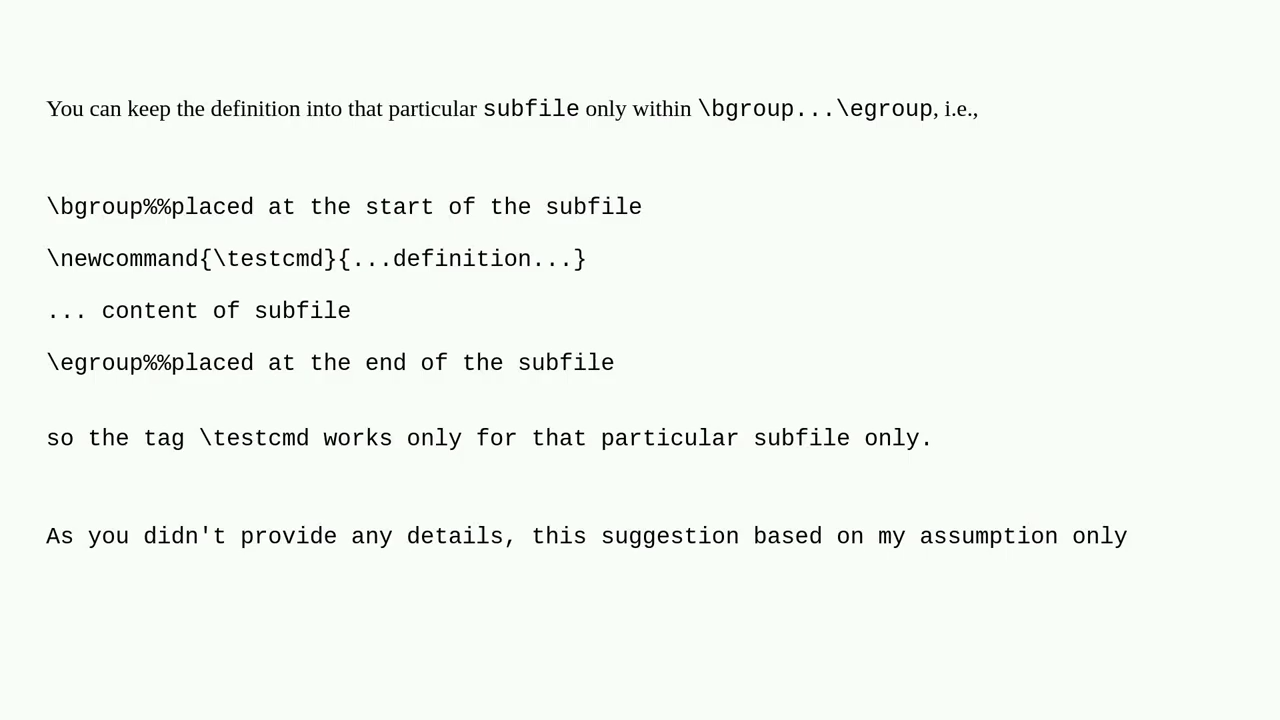 You can keep the definition into that particular subfile only within \bgroup...\egroup, i.e.,
\bgroup%%placed at the start of the subfile
\newcommand{\testcmd}{...definition...}
... content of subfile
\egroup%%placed at the end of the subfile
so the tag \testcmd works only for that particular subfile only.
As you didn't provide any details, this suggestion based on my assumption only